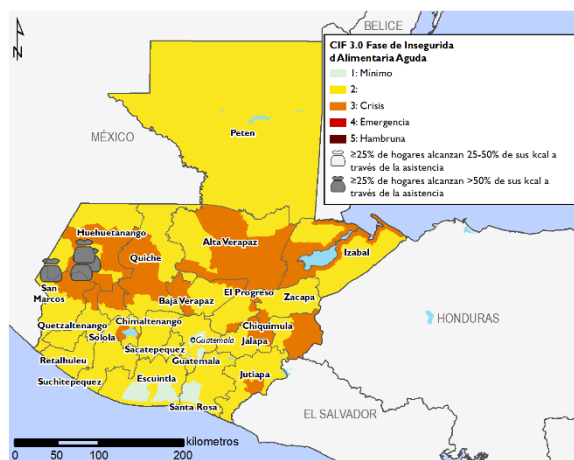 BELICE
N
CIF 3.0 Fase de Insegurida
d Alimentaria Aguda
1: Mínimo
2:
3: Crisis
4: Emergencia
5: Hambruna
≥25% de hogares alcanzan 25-50% de sus kcal a
través de la asistencia
≥25% de hogares alcanzan >50% de sus kcal a
través de la asistencia
MÉXICO
Peten
Huehuetanango
Alta Verapaz
Quiche
Izabal
San
Marcos
El Progreso
Baja Verapaz
Zacapa
Quetzaltenango
Chimaltenango
Chiquimula
HONDURAS
Solola
Guatemala
Jalapa
Sacatepequez
Retalhuleu
Guatemala
Suchitepequez
Escuintla
Jutiapa
Santa Rosa
EL SALVADOR
kilometros
0 50 100 200